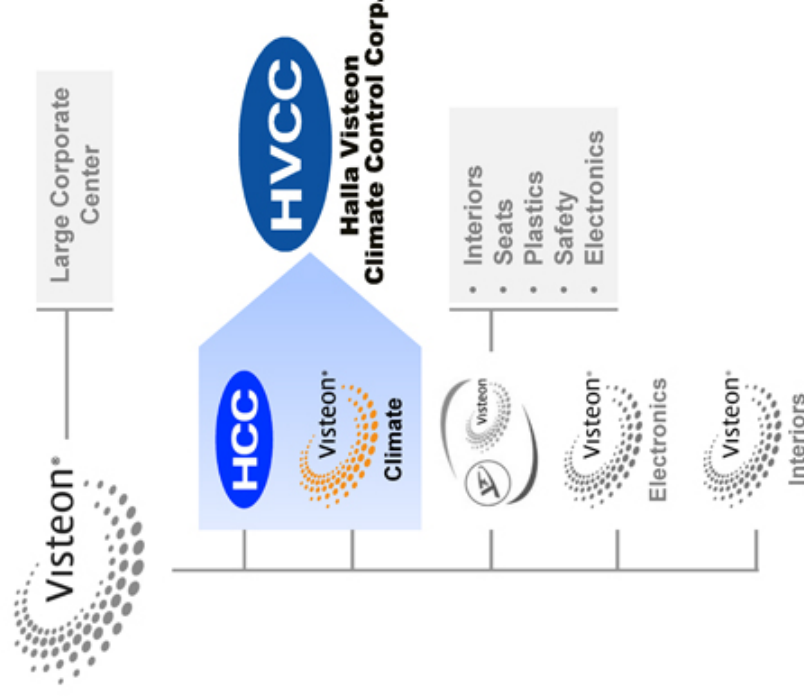 Visteon®
Large Corporate
Center
HCC
Visteon®
Climate
HVCC
Halla Visteon
Climate Control Corp
Visteon
• Interiors
• Seats
• Plastics
• Safety
• Electronics
Visteon®
Electronics
Visteon®
Interiors